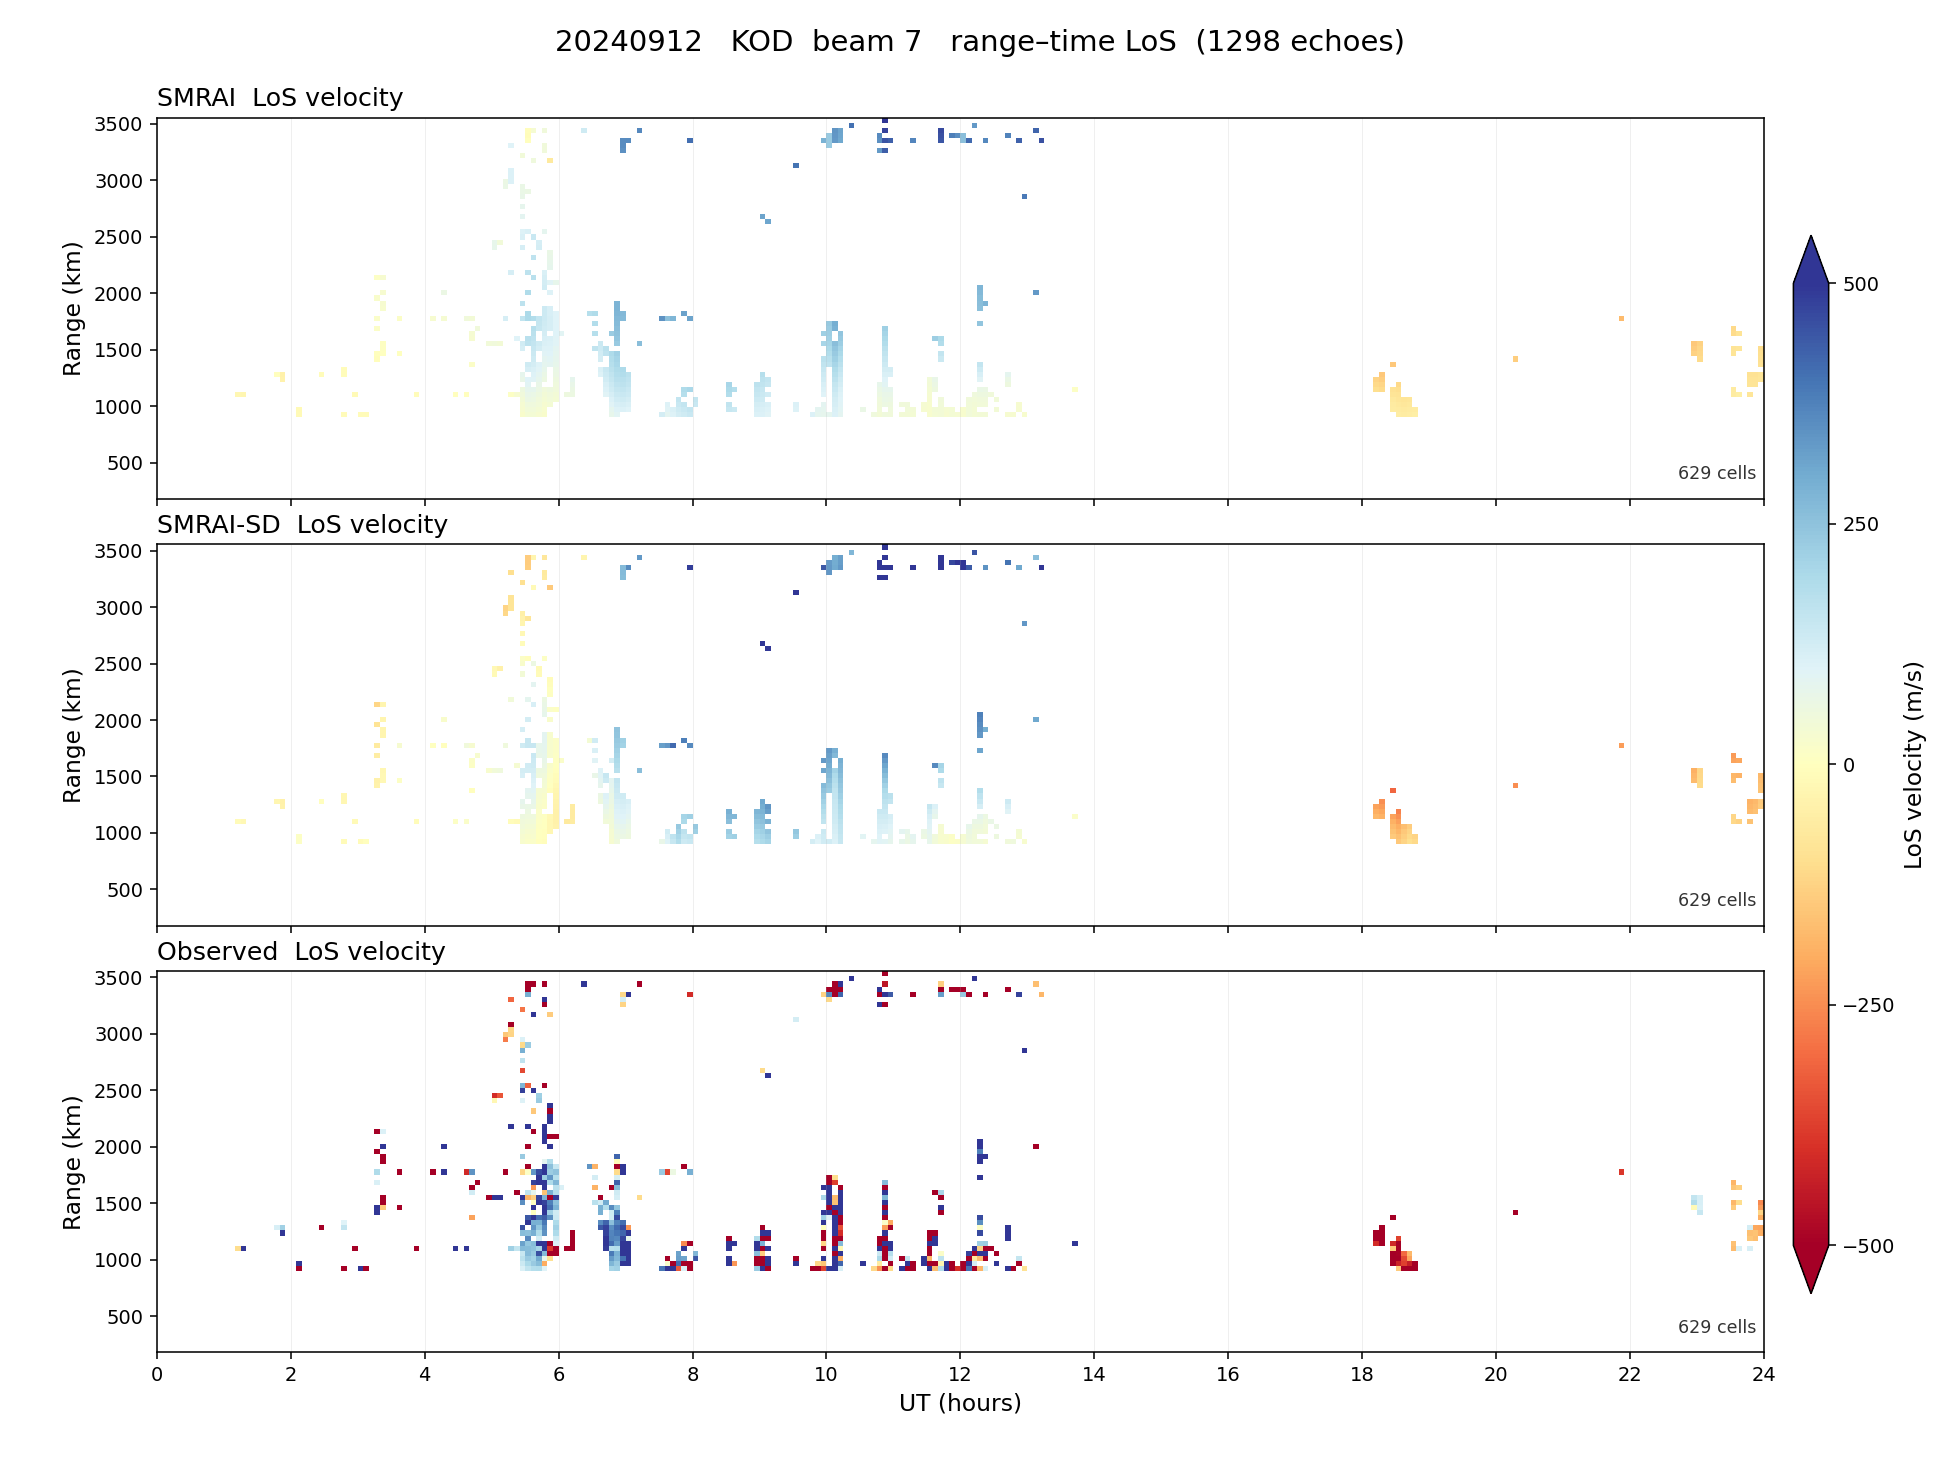 20240912   KOD  beam 7   range–time LoS  (1298 echoes)
SMRAI  LoS velocity
3500
3000
2500
2000
1500
1000
500
Range (km)
629 cells
SMRAI-SD  LoS velocity
3500
3000
2500
2000
1500
1000
500
Range (km)
629 cells
Observed  LoS velocity
3500
3000
2500
2000
1500
1000
500
Range (km)
629 cells
0 2 4 6 8 10 12 14 16 18 20 22 24
UT (hours)
500
250
0
−250
−500
LoS velocity (m/s)